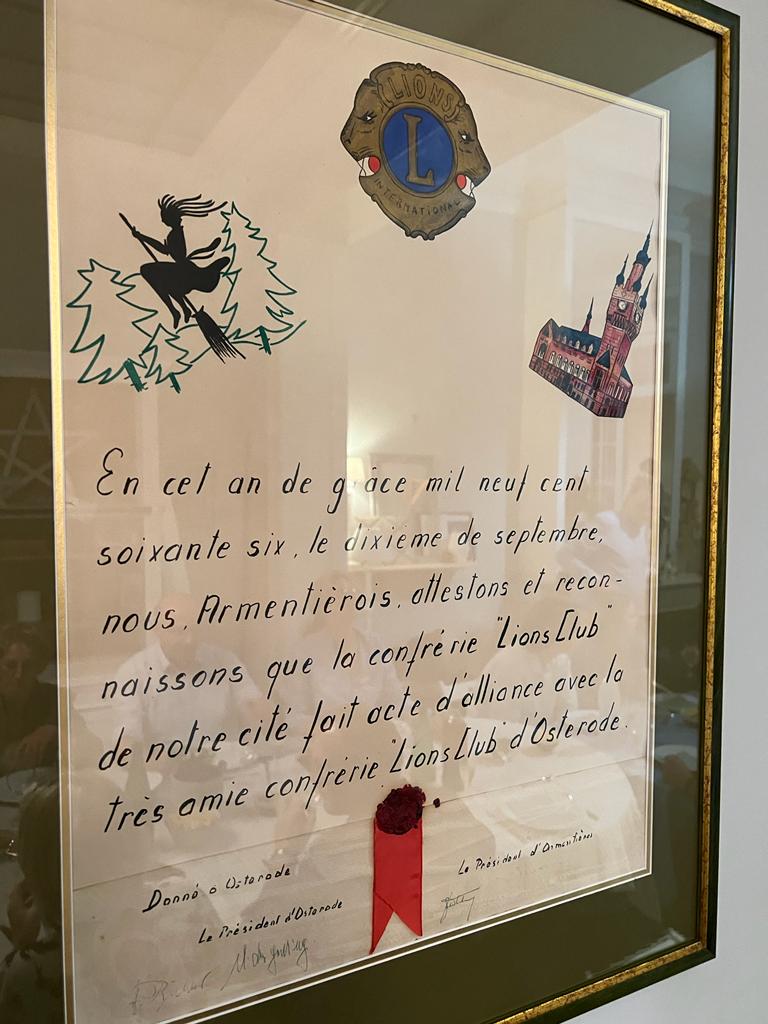 LIONS
L
INTERNATIONAL
En cet an de grâce mil neuf cent
soixante six, le dixième de septembre,
nous, Armentièrois, attestons et recon-
naissons que la confrérie "Lions Club"
de notre cité fait acte d'alliance avec la
très amie confrérie "Lions Club" d'Osterode.
Donné à Osterode
Le Président d'Armentières
Le Président d'Osterode